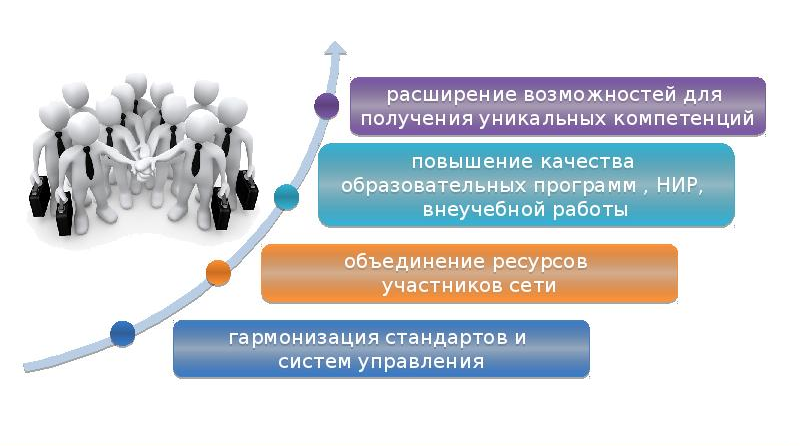 расширение возможностей для
получения уникальных компетенций
повышение качества
образовательных программ , НИР,
внеучебной работы
объединение ресурсов
участников сети
гармонизация стандартов и
систем управления